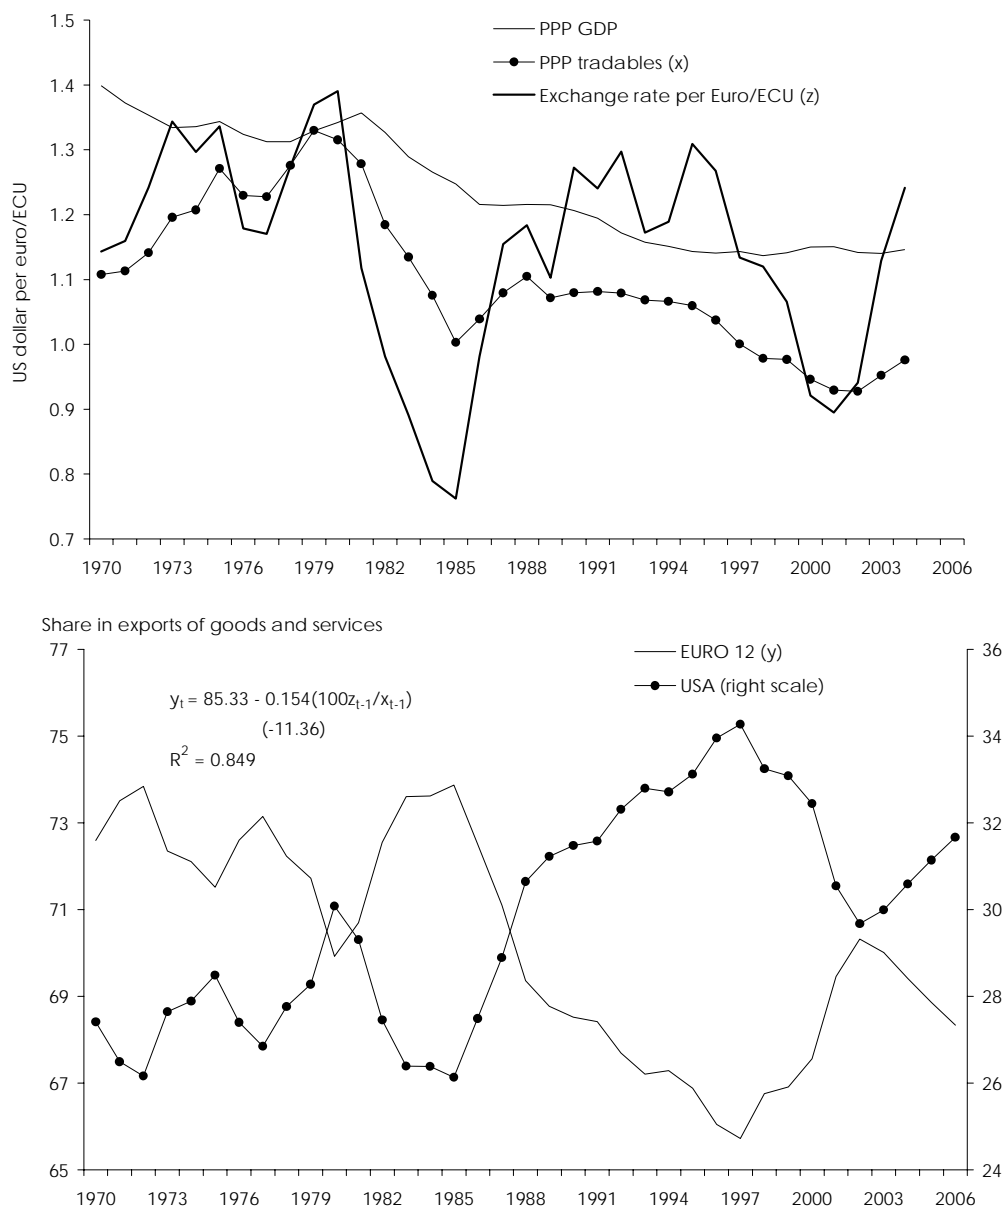 1.5
PPP GDP
PPP tradables (x)
Exchange rate per Euro/ECU (z)
1.4
1.3
1.2
1.1
1.0
0.9
0.8
0.7
US dollar per euro/ECU
1970 1973 1976 1979 1982 1985 1988 1991 1994 1997 2000 2003 2006
Share in exports of goods and services
77 36
EURO 12 (y)
USA (right scale)
yₜ = 85.33 - 0.154(100zₜ₋₁/xₜ₋₁)
(-11.36)
R² = 0.849
75 34
73 32
71 30
69 28
67 26
65 24
1970 1973 1976 1979 1982 1985 1988 1991 1994 1997 2000 2003 2006